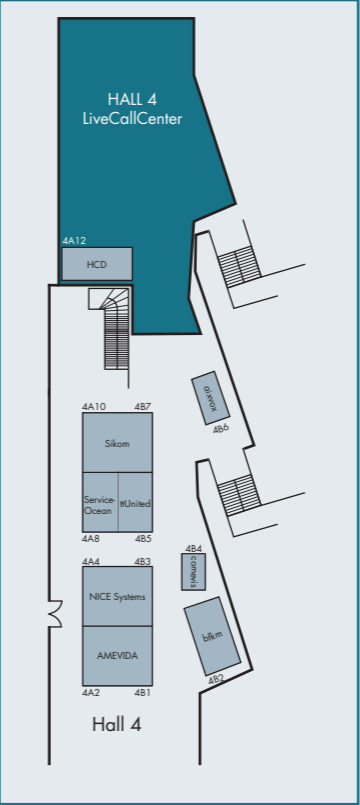 HALL 4
LiveCallCenter
4A12
HCD
aixvox
4B6
4A10 4B7
Sikom
Service-
Ocean
ttUnited
4A8 4B5
4A4 4B3
4B4
comevis
NICE Systems
bfkm
4B2
AMEVIDA
4A2 4B1
Hall 4